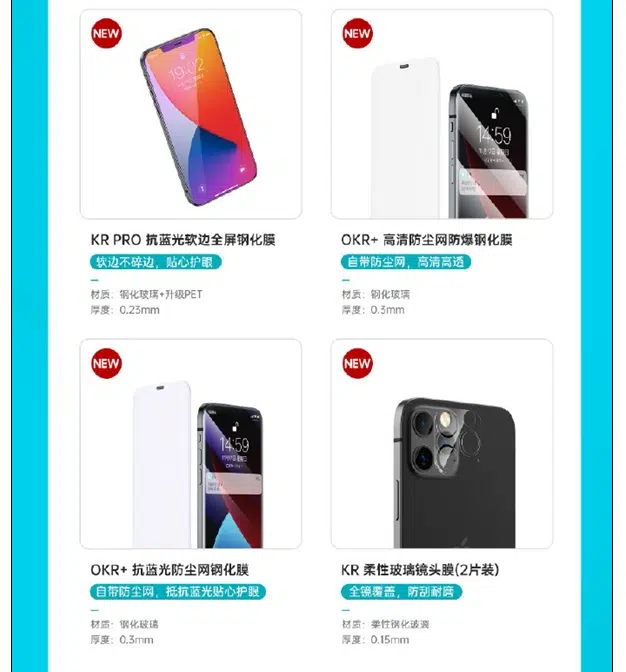 NEW
NEW
19:02
14:59
KR PRO 抗蓝光软边全屏钢化膜
OKR+ 高清防尘网防爆钢化膜
软边不碎边，贴心护眼
自带防尘网，高清高透
材质：钢化玻璃+升级PET
材质：钢化玻璃
厚度：0.23mm
厚度：0.3mm
NEW
NEW
14:59
OKR+ 抗蓝光防尘网钢化膜
KR 柔性玻璃镜头膜(2片装)
自带防尘网，抵抗蓝光贴心护眼
全镜覆盖，防刮耐磨
材质：钢化玻璃
材质：柔性钢化玻璃
厚度：0.3mm
厚度：0.15mm